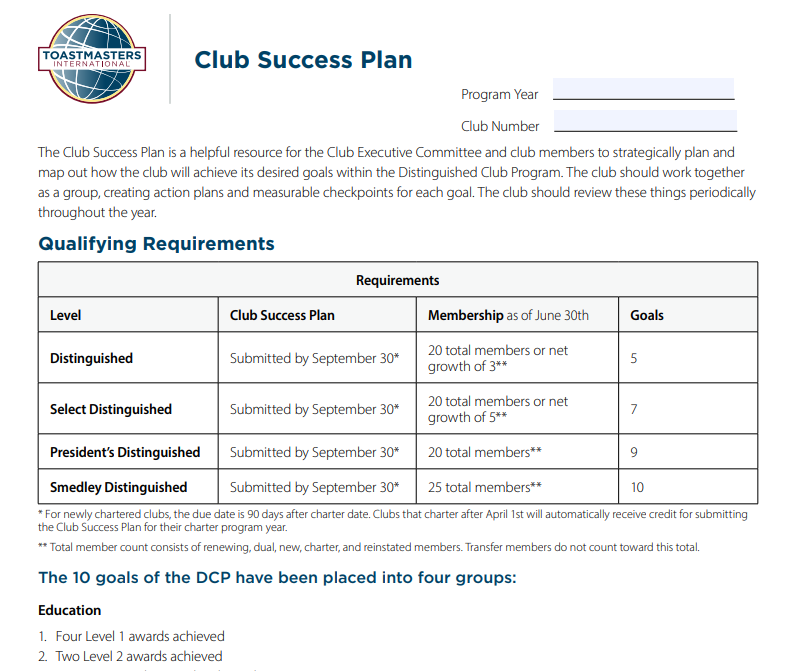 TOASTMASTERS
INTERNATIONAL
Club Success Plan
Program Year
Club Number
The Club Success Plan is a helpful resource for the Club Executive Committee and club members to strategically plan and
map out how the club will achieve its desired goals within the Distinguished Club Program. The club should work together
as a group, creating action plans and measurable checkpoints for each goal. The club should review these things periodically
throughout the year.
Qualifying Requirements
Requirements
Level Club Success Plan Membership as of June 30th Goals
Distinguished Submitted by September 30* 20 total members or net growth of 3** 5
Select Distinguished Submitted by September 30* 20 total members or net growth of 5** 7
President's Distinguished Submitted by September 30* 20 total members** 9
Smedley Distinguished Submitted by September 30* 25 total members** 10
* For newly chartered clubs, the due date is 90 days after charter date. Clubs that charter after April 1st will automatically receive credit for submitting
the Club Success Plan for their charter program year.
** Total member count consists of renewing, dual, new, charter, and reinstated members. Transfer members do not count toward this total.
The 10 goals of the DCP have been placed into four groups:
Education
1. Four Level 1 awards achieved
2. Two Level 2 awards achieved